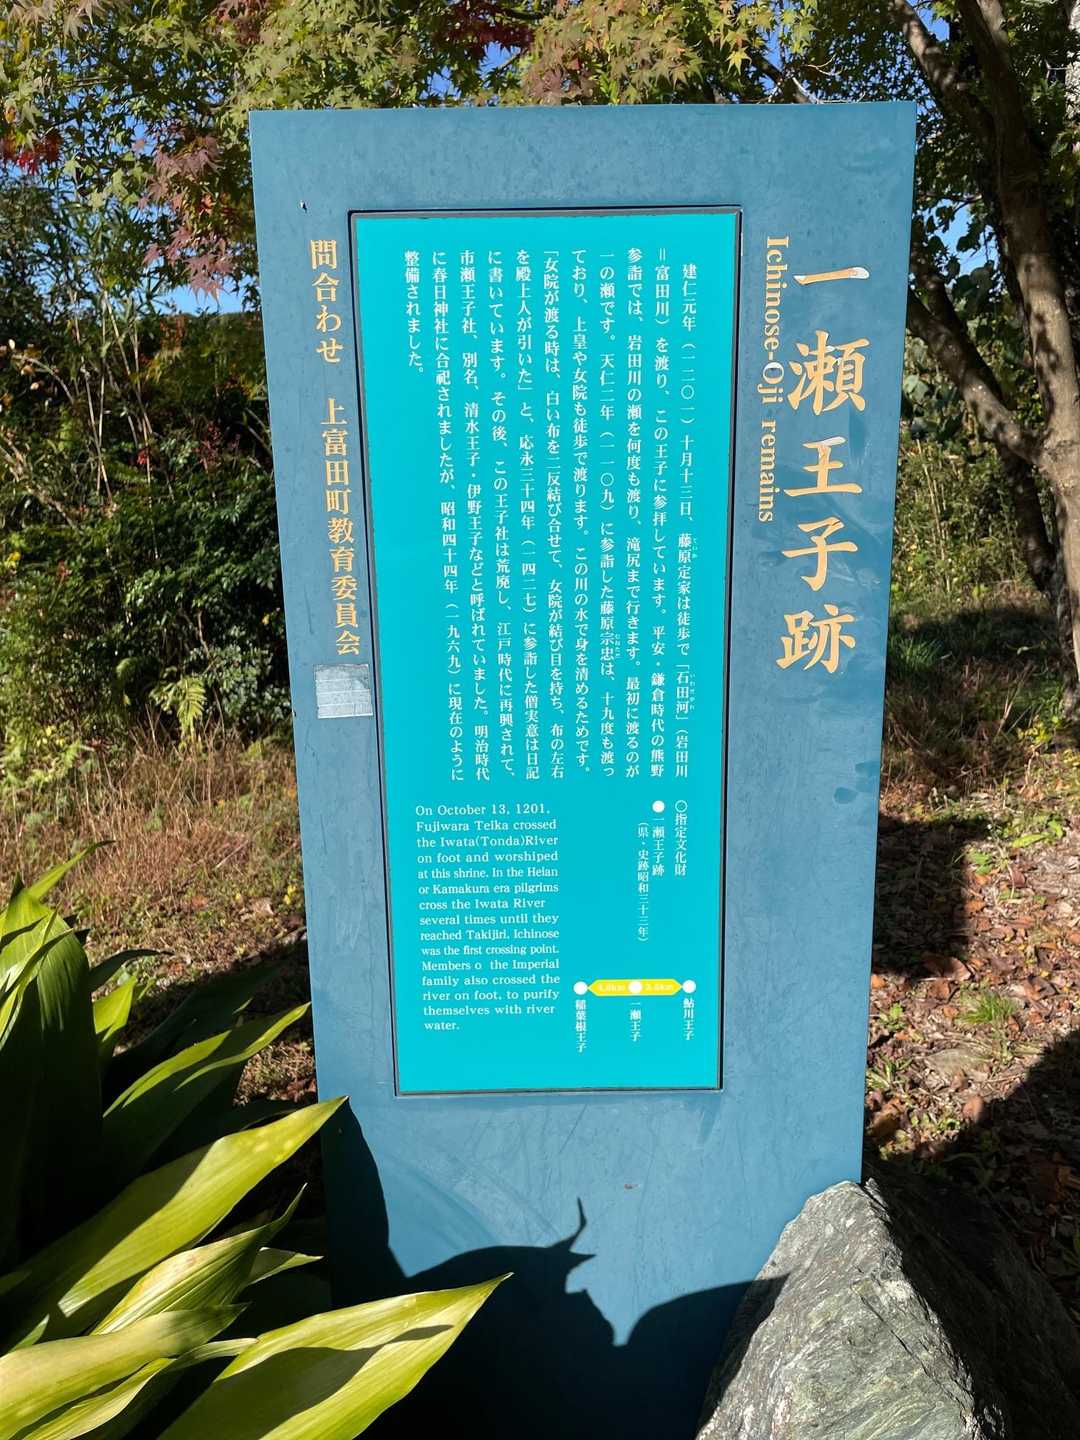 一瀬王子跡
Ichinose-Oji remains
建仁元年（一二〇一）十月十三日、藤原定家は徒歩で「石田河」（岩田川
＝富田川）を渡り、この王子に参拝しています。平安・鎌倉時代の熊野
参詣では、岩田川の瀬を何度も渡り、滝尻まで行きます。最初に渡るのが
一の瀬です。天仁二年（一一〇九）に参詣した藤原宗忠は、十九度も渡っ
ており、上皇や女院も徒歩で渡ります。この川の水で身を清めるためです。
「女院が渡る時は、白い布を二反結び合せて、女院が結び目を持ち、布の左右
を殿上人が引いた」と、応永三十四年（一四二七）に参詣した僧実意は日記
に書いています。その後、この王子社は荒廃し、江戸時代に再興されて、
市瀬王子社、別名、清水王子・伊野王子などと呼ばれていました。明治時代
に春日神社に合祀されましたが、昭和四十四年（一九六九）に現在のように
整備されました。
〇指定文化財
●一瀬王子跡
（県・史跡昭和三十三年）
鮎川王子
3.5km
一瀬王子
4.6km
稲葉根王子
On October 13, 1201,
Fujiwara Teika crossed
the Iwata(Tonda)River
on foot and worshiped
at this shrine. In the Heian
or Kamakura era pilgrims
cross the Iwata River
several times until they
reached Takijiri. Ichinose
was the first crossing point.
Members o the Imperial
family also crossed the
river on foot, to purify
themselves with river
water.
問合わせ 上富田町教育委員会